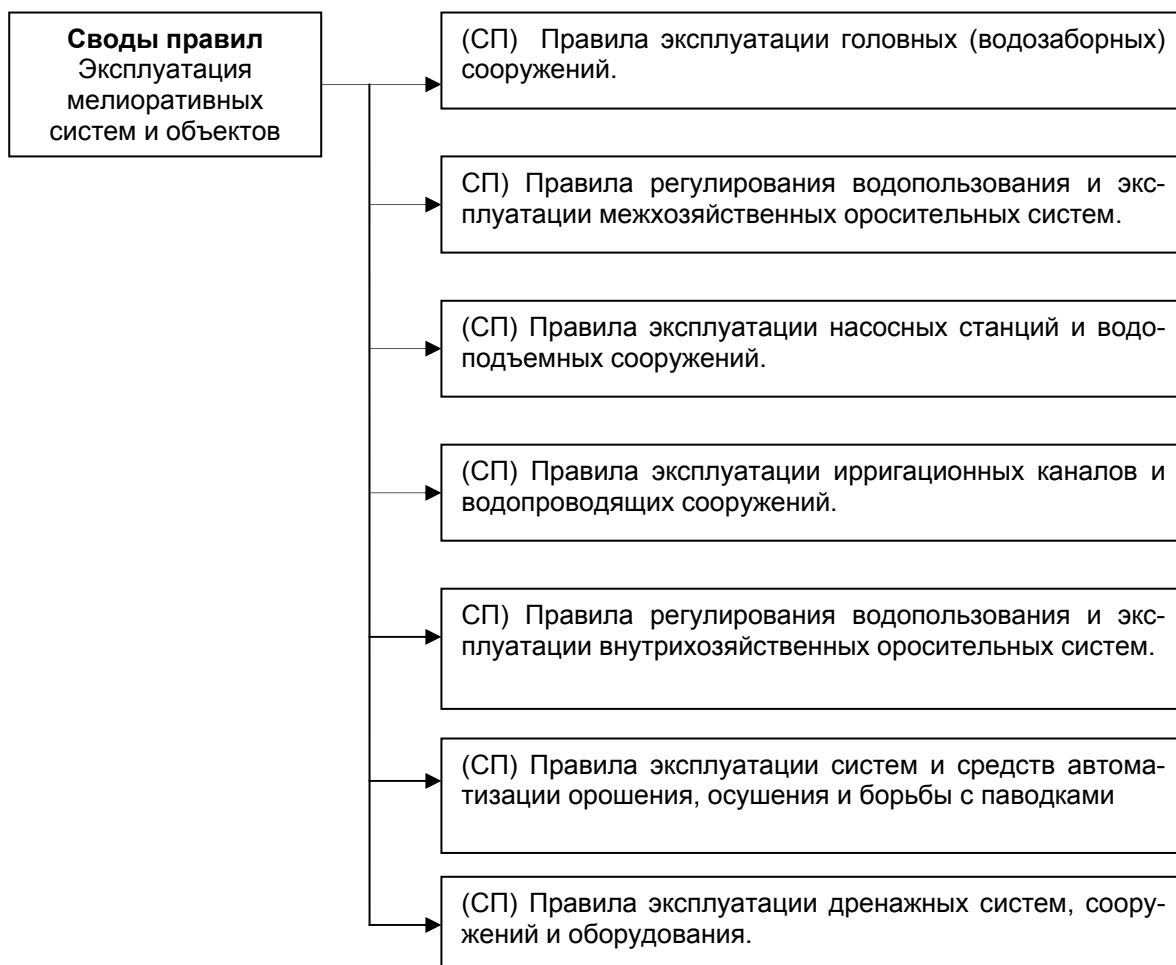 Своды правил
Эксплуатация
мелиоративных
систем и объектов
(СП) Правила эксплуатации головных (водозаборных)
сооружений.
СП) Правила регулирования водопользования и экс-
плуатации межхозяйственных оросительных систем.
(СП) Правила эксплуатации насосных станций и водо-
подъемных сооружений.
(СП) Правила эксплуатации ирригационных каналов и
водопроводящих сооружений.
СП) Правила регулирования водопользования и экс-
плуатации внутрихозяйственных оросительных систем.
(СП) Правила эксплуатации систем и средств автома-
тизации орошения, осушения и борьбы с паводками
(СП) Правила эксплуатации дренажных систем, соору-
жений и оборудования.